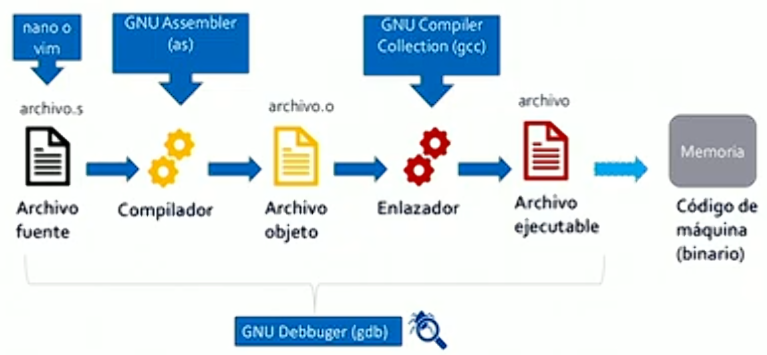 nano o
vim
GNU Assembler
(as)
GNU Compiler
Collection (gcc)
archivo.s
archivo.o
archivo
Memoria
Archivo
fuente
Compilador
Archivo
objeto
Enlazador
Archivo
ejecutable
Código de
máquina
(binario)
GNU Debbuger (gdb)